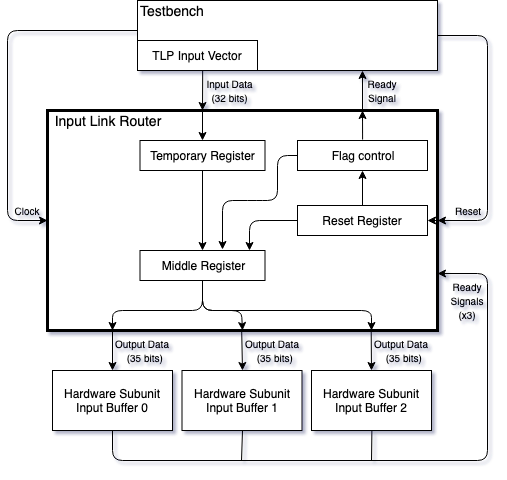 Testbench
TLP Input Vector
Input Data
(32 bits)
Ready
Signal
Input Link Router
Temporary Register
Flag control
Clock
Reset Register
Reset
Middle Register
Ready
Signals
(x3)
Output Data
(35 bits)
Output Data
(35 bits)
Output Data
(35 bits)
Hardware Subunit
Input Buffer 0
Hardware Subunit
Input Buffer 1
Hardware Subunit
Input Buffer 2